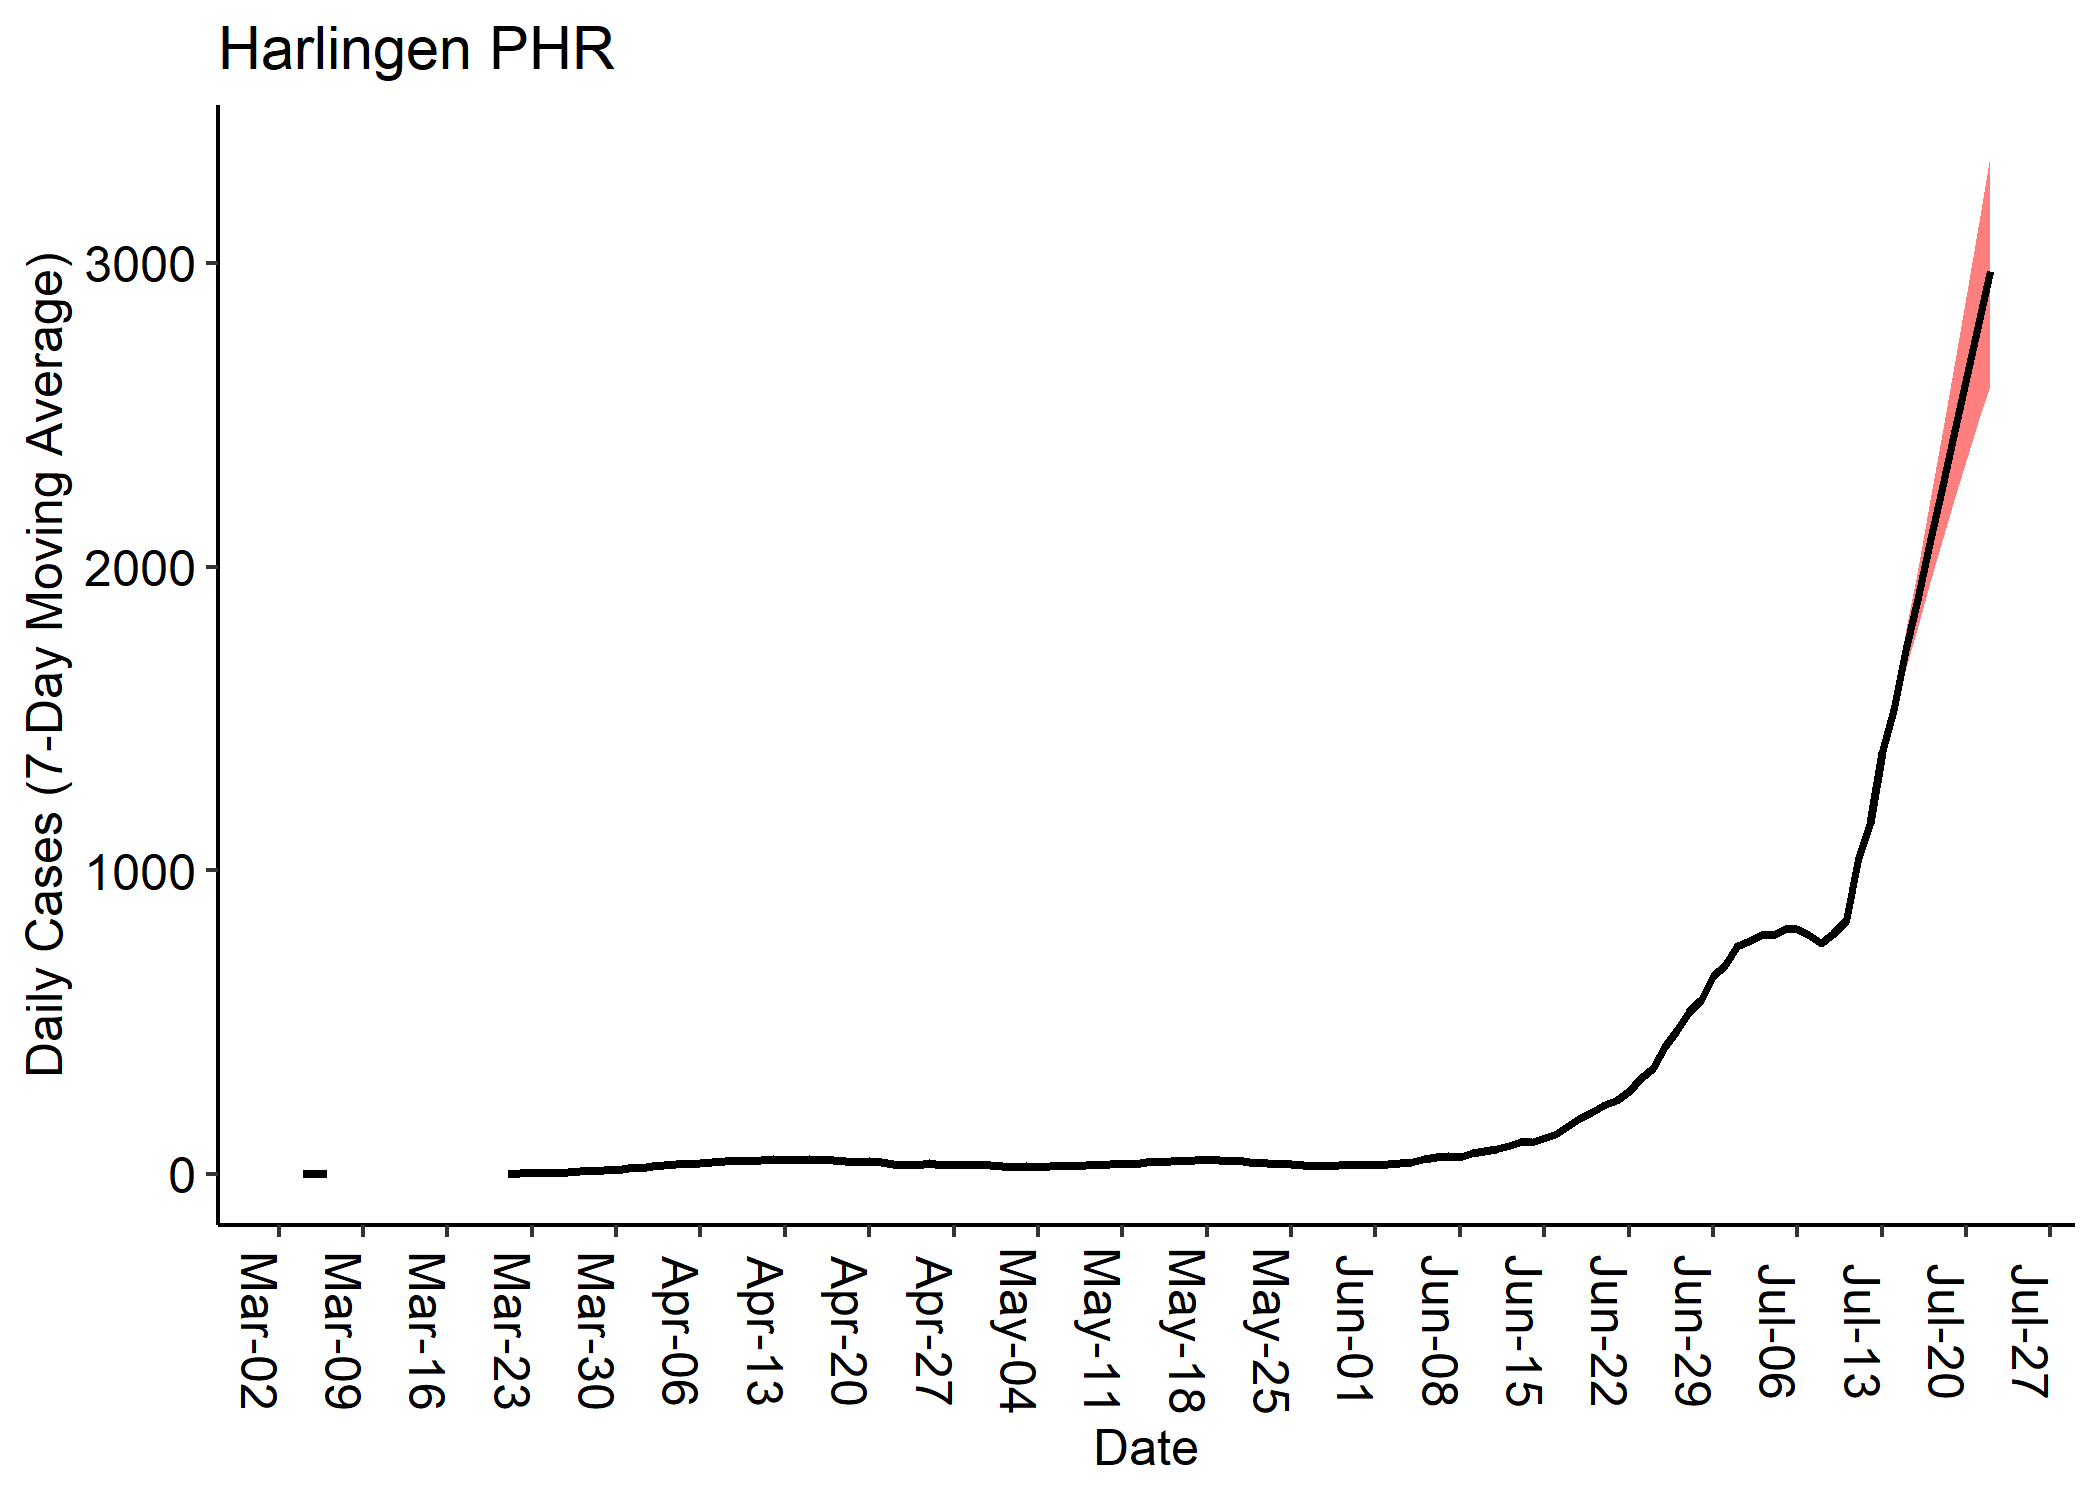 Harlingen PHR
Daily Cases (7-Day Moving Average)
3000
2000
1000
0
Mar-02
Mar-09
Mar-16
Mar-23
Mar-30
Apr-06
Apr-13
Apr-20
Apr-27
May-04
May-11
May-18
May-25
Jun-01
Jun-08
Jun-15
Jun-22
Jun-29
Jul-06
Jul-13
Jul-20
Jul-27
Date